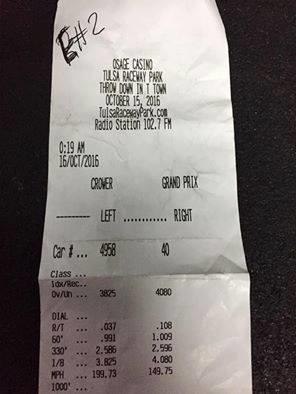 R#2
OSAGE CASINO
TULSA RACEWAY PARK
THROW DOWN IN T TOWN
OCTOBER 15, 2016
TulsaRacewayPark.com
Radio Station 102.7 FM
0:19 AM
16/OCT/2016
CROWER GRAND PRIX
---------- LEFT ............ RIGHT
Car # ... 4958 40
Class ...
Idx/Rec..
Ov/Un ... 3825 4080
DIAL ...
R/T ... .037 .108
60' ... .991 1.009
330' ... 2.586 2.596
1/8 ... 3.825 4.080
MPH ... 199.73 149.75
1000' ...